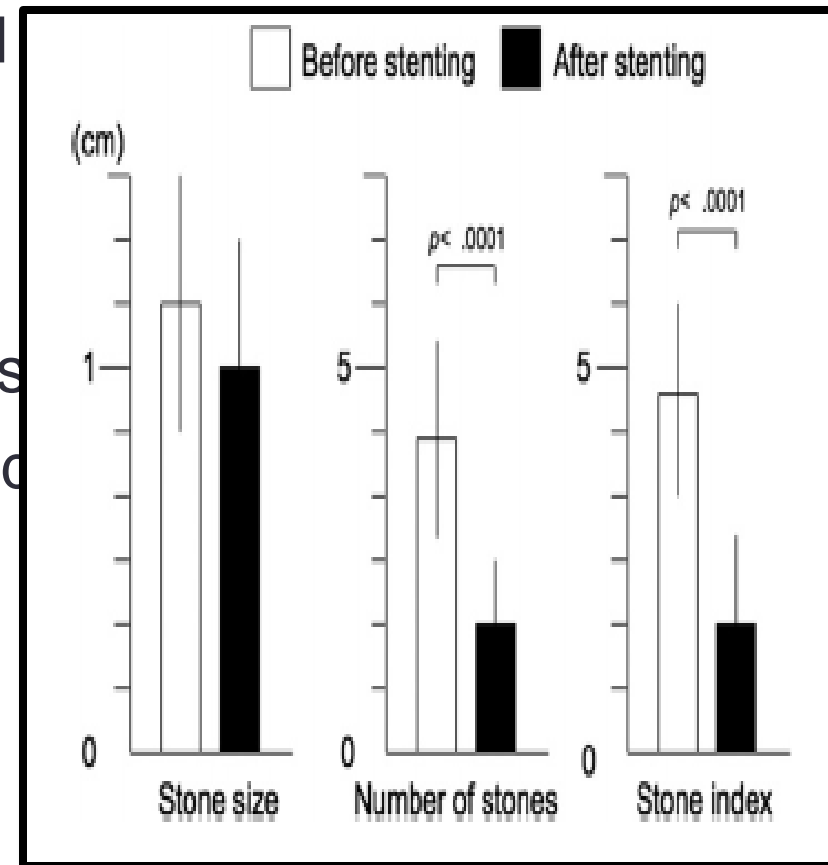 Before stenting After stenting
(cm)
p< .0001
p< .0001
1
5
5
0
0
0
Stone size
Number of stones
Stone index